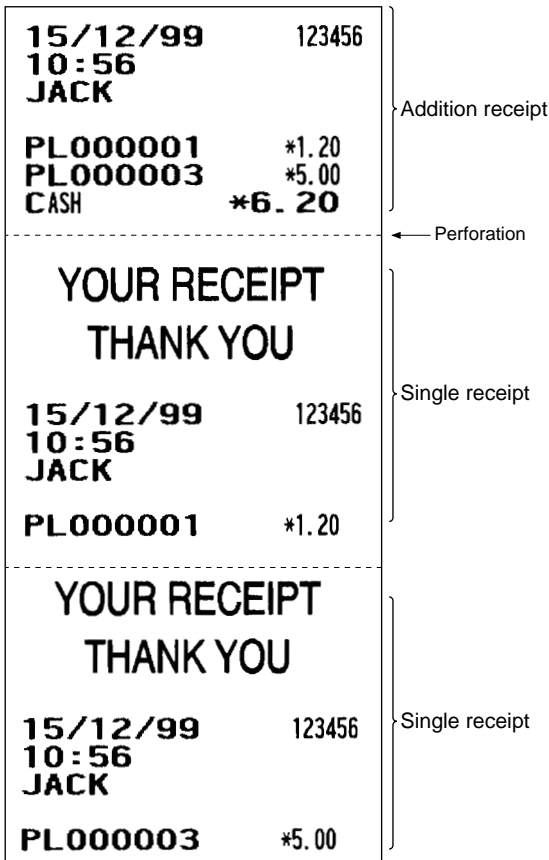 15/12/99 123456
10:56
JACK
PL000001 *1.20
PL000003 *5.00
CASH *6.20
Addition receipt
Perforation
YOUR RECEIPT
THANK YOU
15/12/99 123456
10:56
JACK
PL000001 *1.20
Single receipt
YOUR RECEIPT
THANK YOU
15/12/99 123456
10:56
JACK
PL000003 *5.00
Single receipt